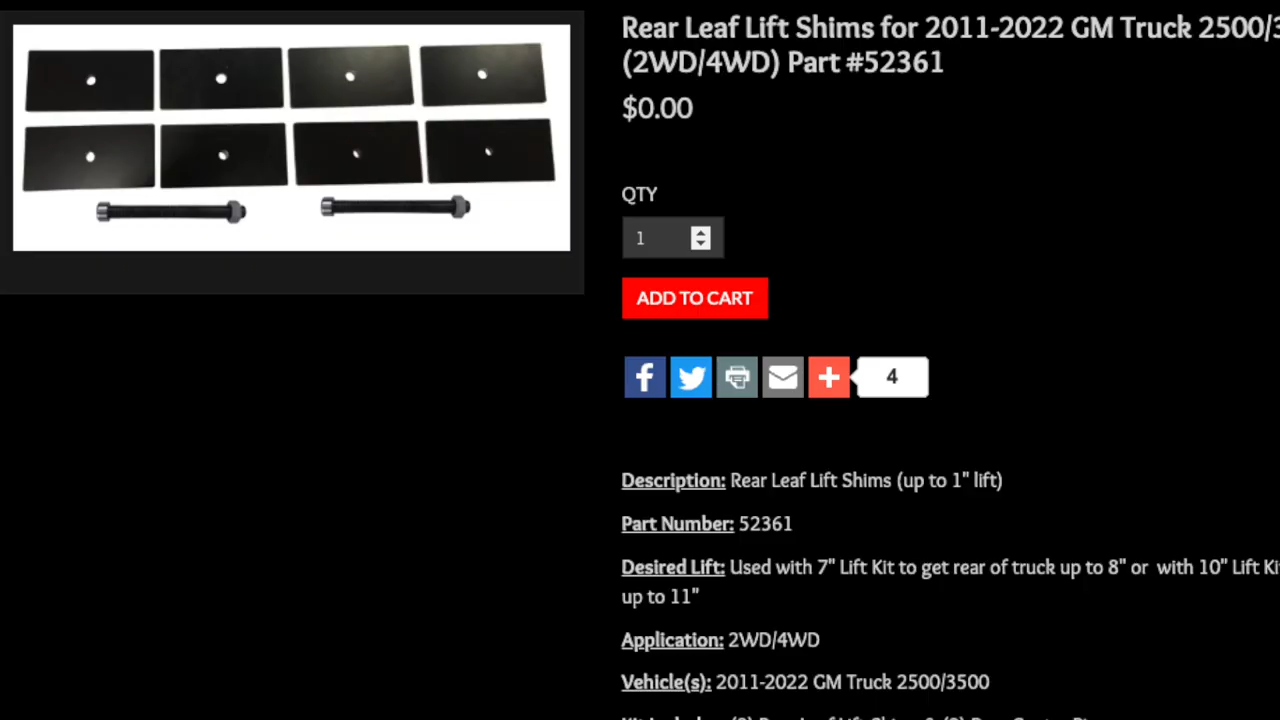 Rear Leaf Lift Shims for 2011-2022 GM Truck 2500/3
(2WD/4WD) Part #52361
$0.00
QTY
1
ADD TO CART
4
Description: Rear Leaf Lift Shims (up to 1" lift)
Part Number: 52361
Desired Lift: Used with 7" Lift Kit to get rear of truck up to 8" or with 10" Lift Ki
up to 11"
Application: 2WD/4WD
Vehicle(s): 2011-2022 GM Truck 2500/3500